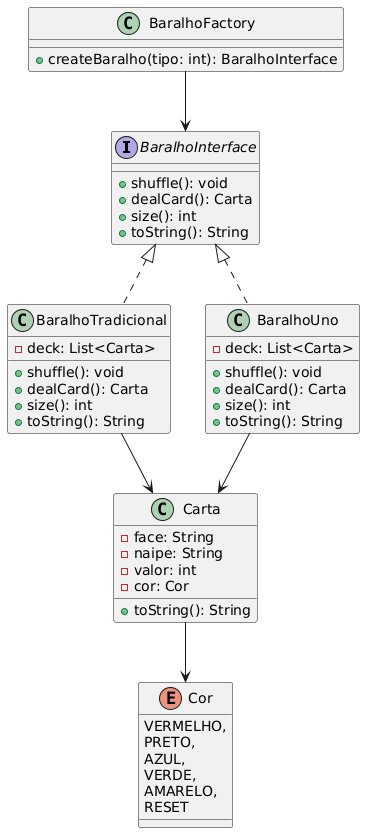 C BaralhoFactory
createBaralho(tipo: int): BaralhoInterface
I BaralhoInterface
shuffle(): void
dealCard(): Carta
size(): int
toString(): String
C BaralhoTradicional
deck: List<Carta>
shuffle(): void
dealCard(): Carta
size(): int
toString(): String
C BaralhoUno
deck: List<Carta>
shuffle(): void
dealCard(): Carta
size(): int
toString(): String
C Carta
face: String
naipe: String
valor: int
cor: Cor
toString(): String
E Cor
VERMELHO,
PRETO,
AZUL,
VERDE,
AMARELO,
RESET